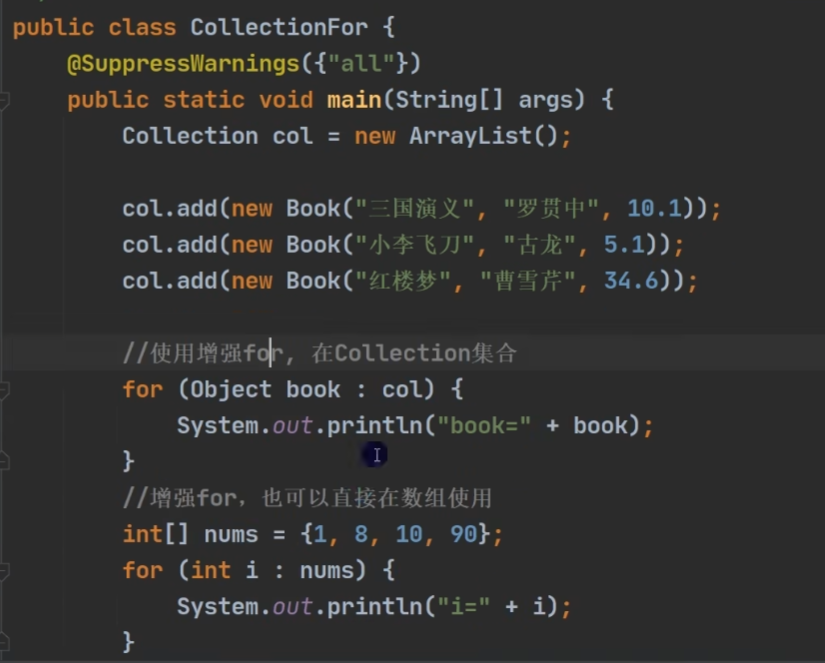 public class CollectionFor {
@SuppressWarnings({"all"})
public static void main(String[] args) {
Collection col = new ArrayList();
col.add(new Book("三国演义", "罗贯中", 10.1));
col.add(new Book("小李飞刀", "古龙", 5.1));
col.add(new Book("红楼梦", "曹雪芹", 34.6));
//使用增强for, 在Collection集合
for (Object book : col) {
System.out.println("book=" + book);
}
//增强for，也可以直接在数组使用
int[] nums = {1, 8, 10, 90};
for (int i : nums) {
System.out.println("i=" + i);
}